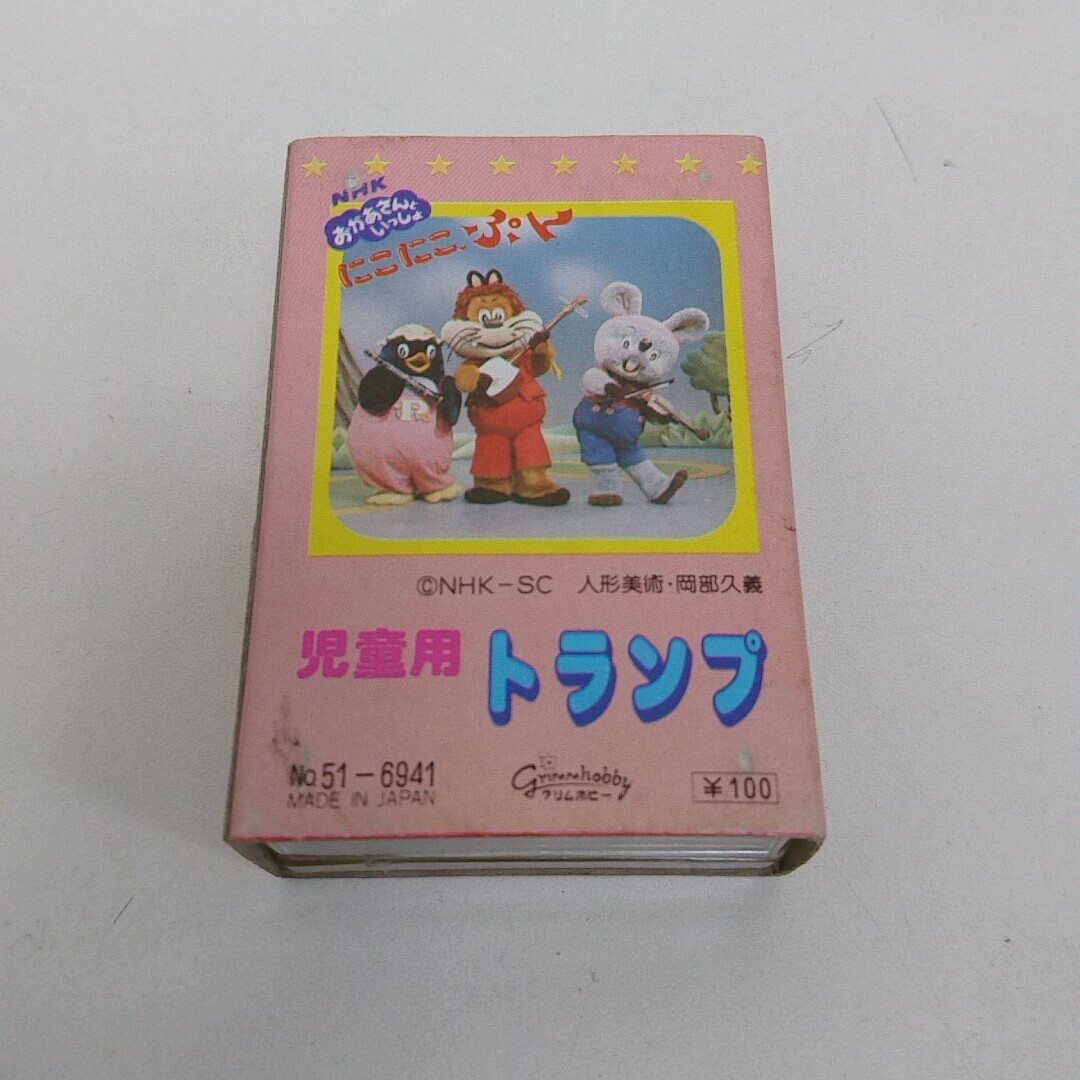 NHK
おかあさんと
いっしょ
にこにこ、ぷん
P
©NHK-SC 人形美術・岡部久義
児童用 トランプ
No.51-6941
MADE IN JAPAN
Grimmhobby
グリムホビー
¥100